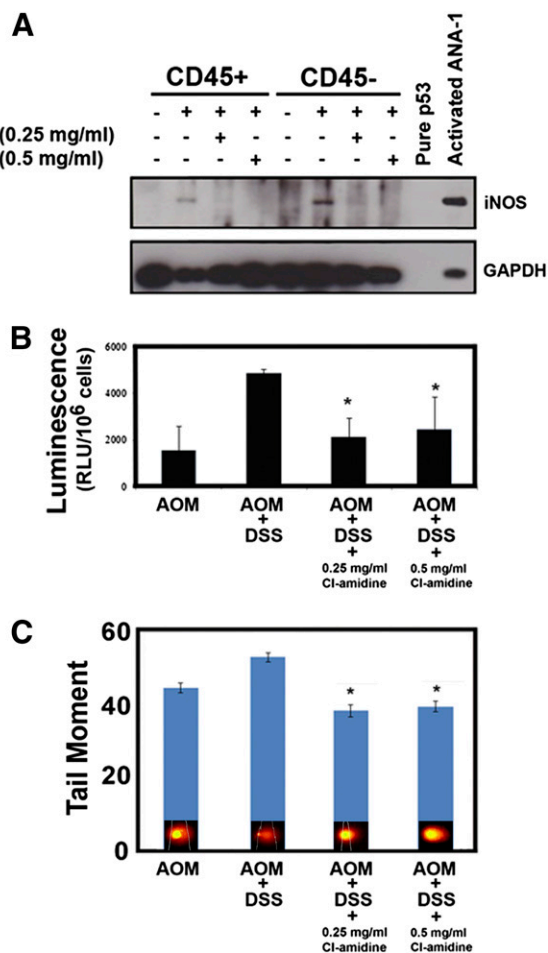 A
CD45+ CD45-
Pure p53
Activated ANA-1
- + + + - + + +
(0.25 mg/ml) - - + - - - + -
(0.5 mg/ml) - - - + - - - +
iNOS
GAPDH
B
Luminescence
(RLU/10⁶ cells)
6000
4000
2000
0
* *
AOM AOM AOM AOM
+ + +
DSS DSS DSS
+ +
0.25 mg/ml 0.5 mg/ml
Cl-amidine Cl-amidine
C
Tail Moment
60
40
20
0
* *
AOM AOM AOM AOM
+ + +
DSS DSS DSS
+ +
0.25 mg/ml 0.5 mg/ml
Cl-amidine Cl-amidine